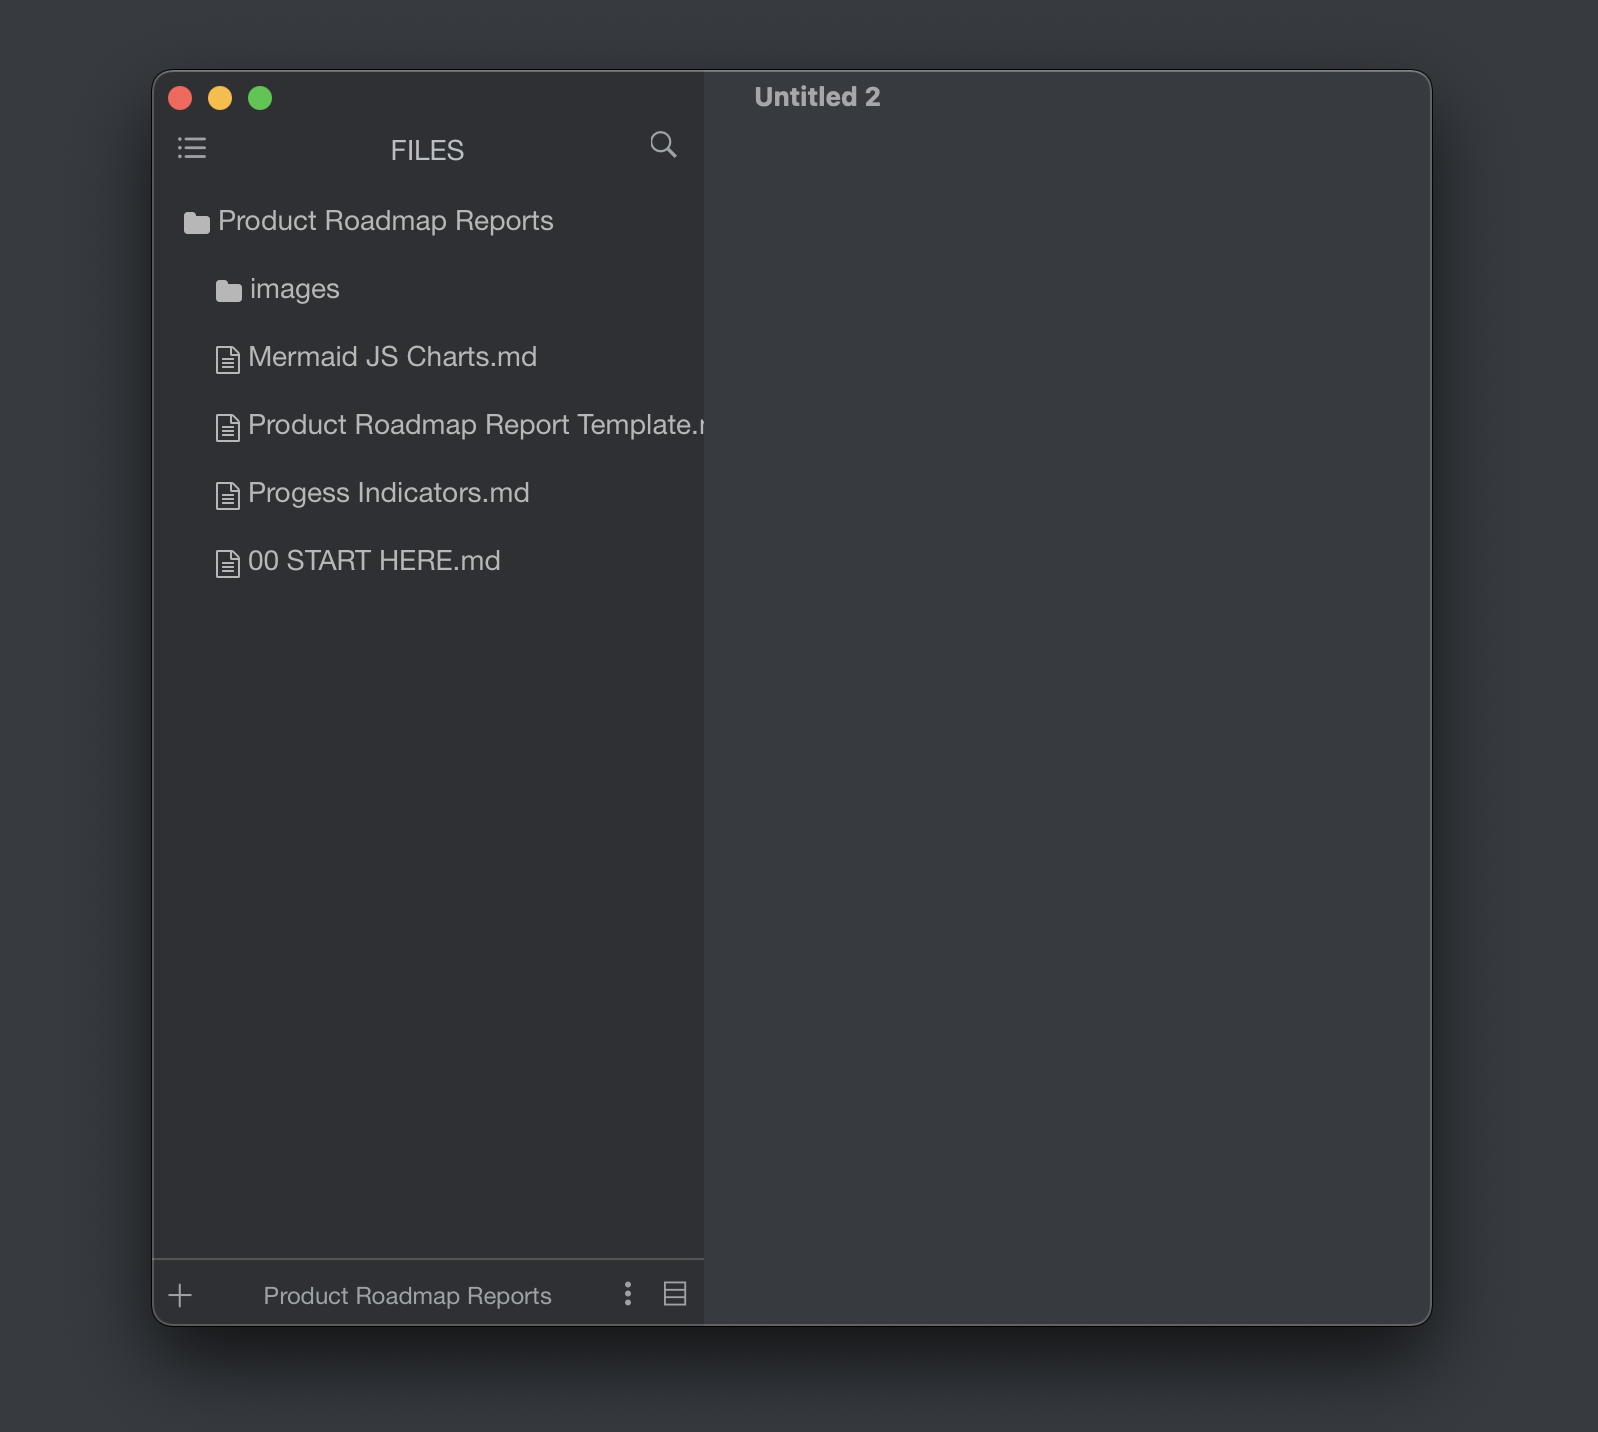 Untitled 2
FILES
Product Roadmap Reports
images
Mermaid JS Charts.md
Product Roadmap Report Template.
Progess Indicators.md
00 START HERE.md
Product Roadmap Reports